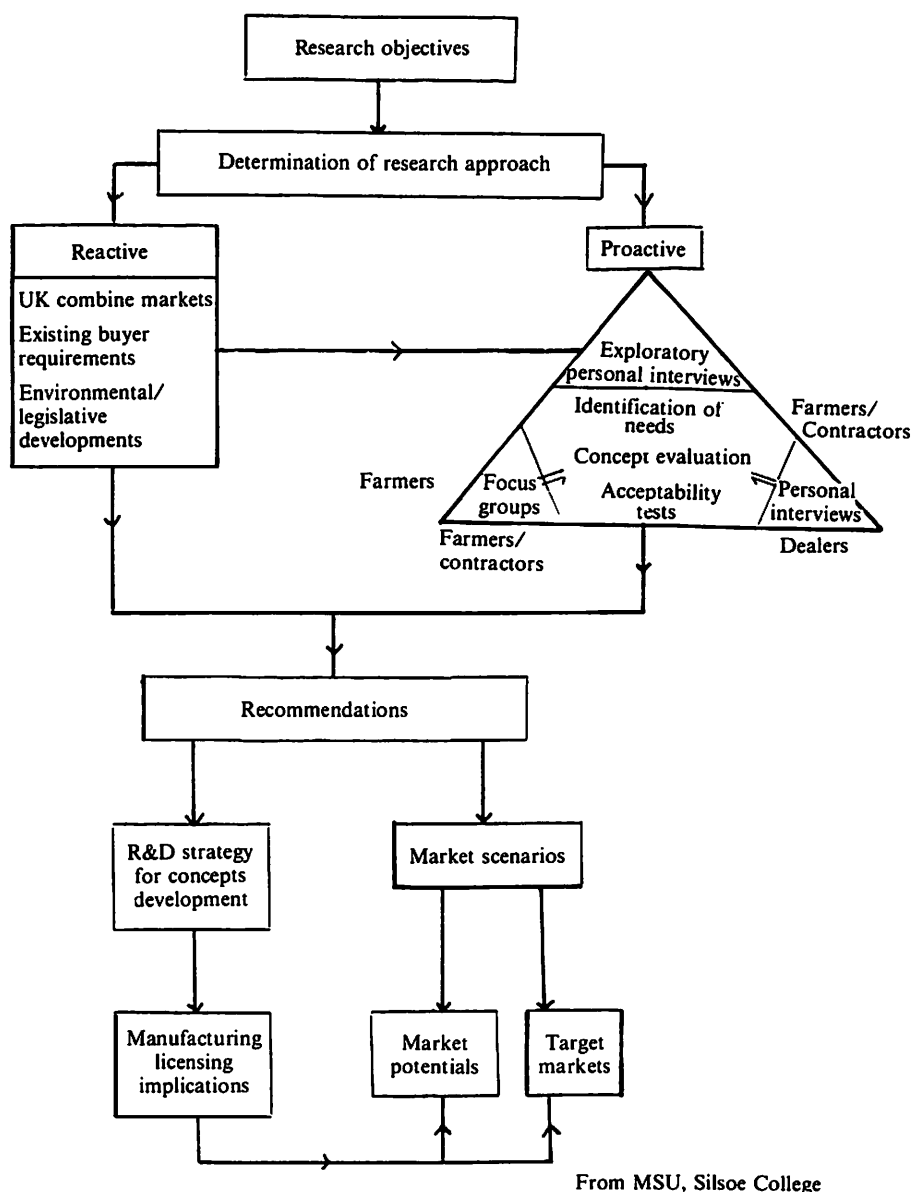 Research objectives
Determination of research approach
Reactive
UK combine markets
Existing buyer
requirements
Environmental/
legislative
developments
Proactive
Exploratory
personal interviews
Identification of
needs
Concept evaluation
Acceptability
tests
Focus
groups
Personal
interviews
Farmers
Farmers/
Contractors
Farmers/
contractors
Dealers
Recommendations
R&D strategy
for concepts
development
Market scenarios
Manufacturing
licensing
implications
Market
potentials
Target
markets
From MSU, Silsoe College